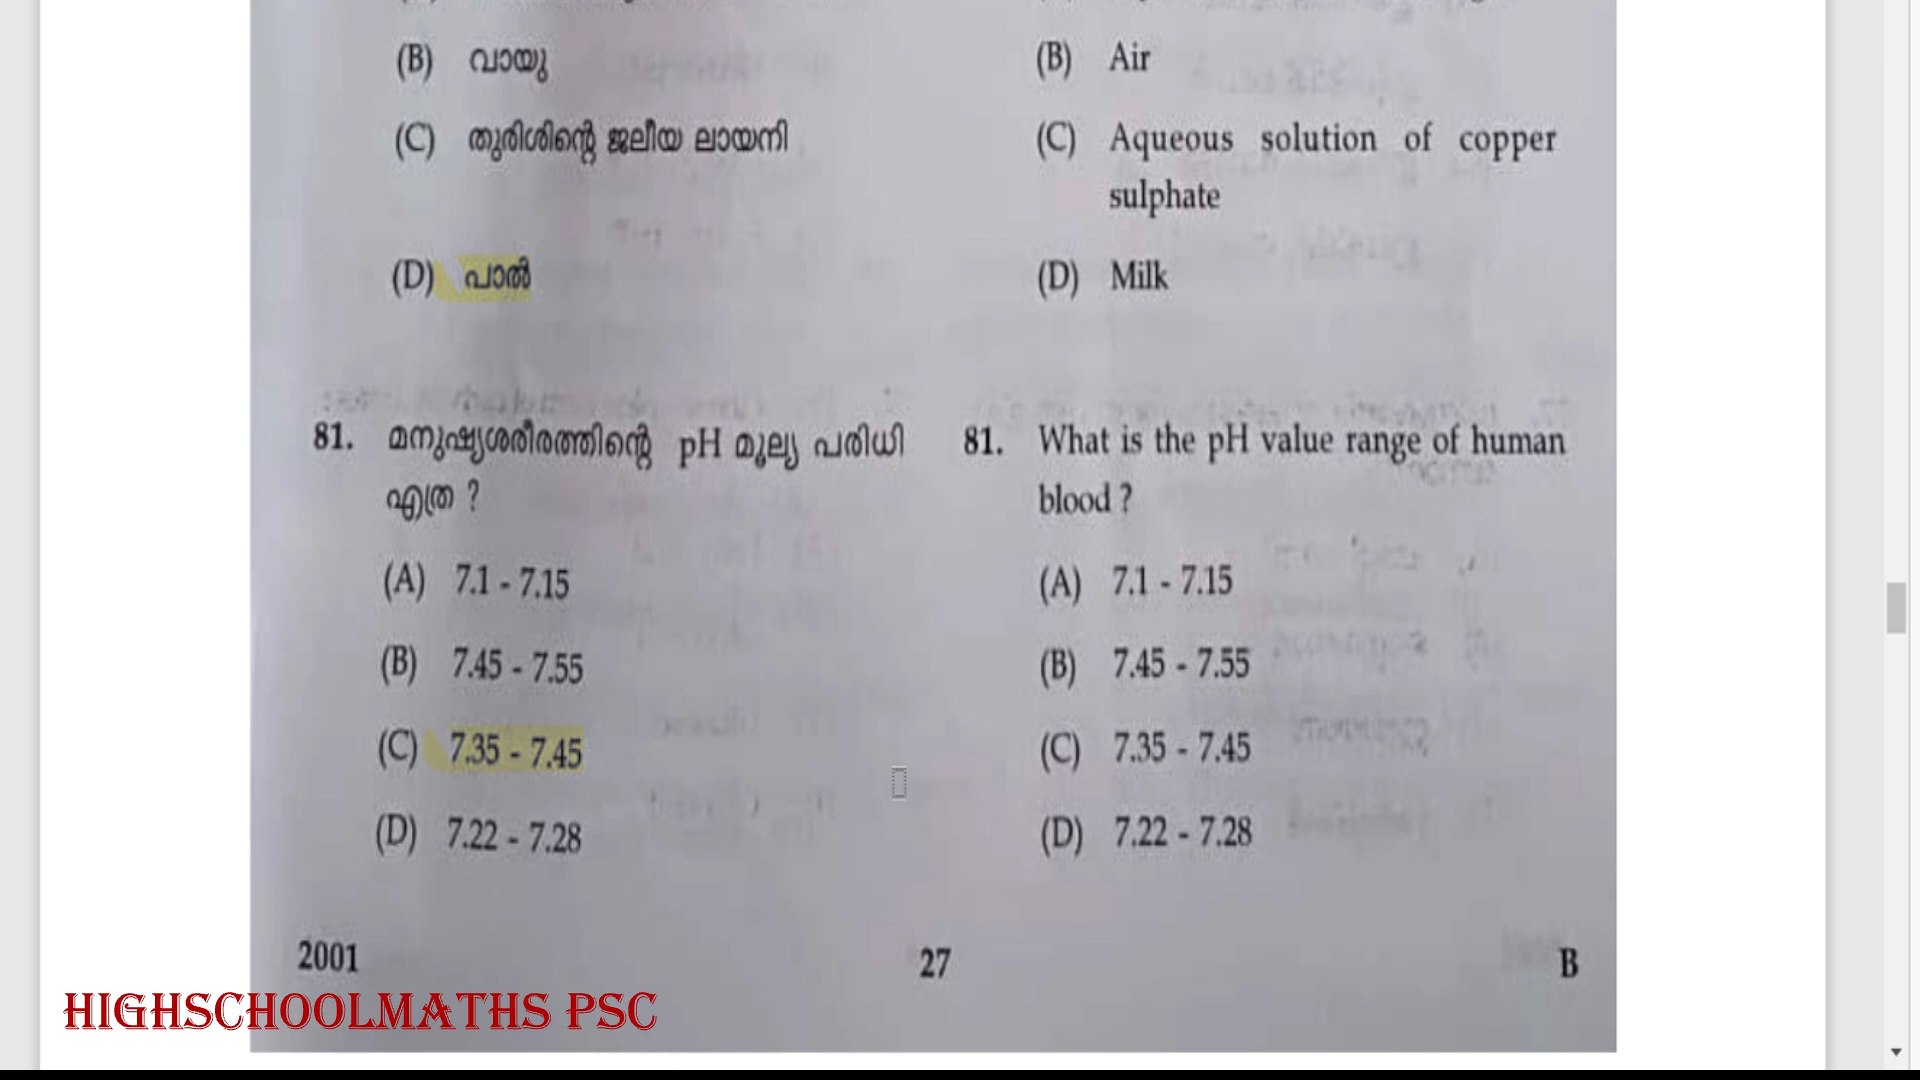 (B) വായു
(C) തുരിശിന്റെ ജലീയ ലായനി
(D) പാൽ
81. മനുഷ്യശരീരത്തിന്റെ pH മൂല്യ പരിധി
എത്ര ?
(A) 7.1 - 7.15
(B) 7.45 - 7.55
(C) 7.35 - 7.45
(D) 7.22 - 7.28
(B) Air
(C) Aqueous solution of copper
sulphate
(D) Milk
81. What is the pH value range of human
blood ?
(A) 7.1 - 7.15
(B) 7.45 - 7.55
(C) 7.35 - 7.45
(D) 7.22 - 7.28
2001
27
B
HIGHSCHOOLMATHS PSC